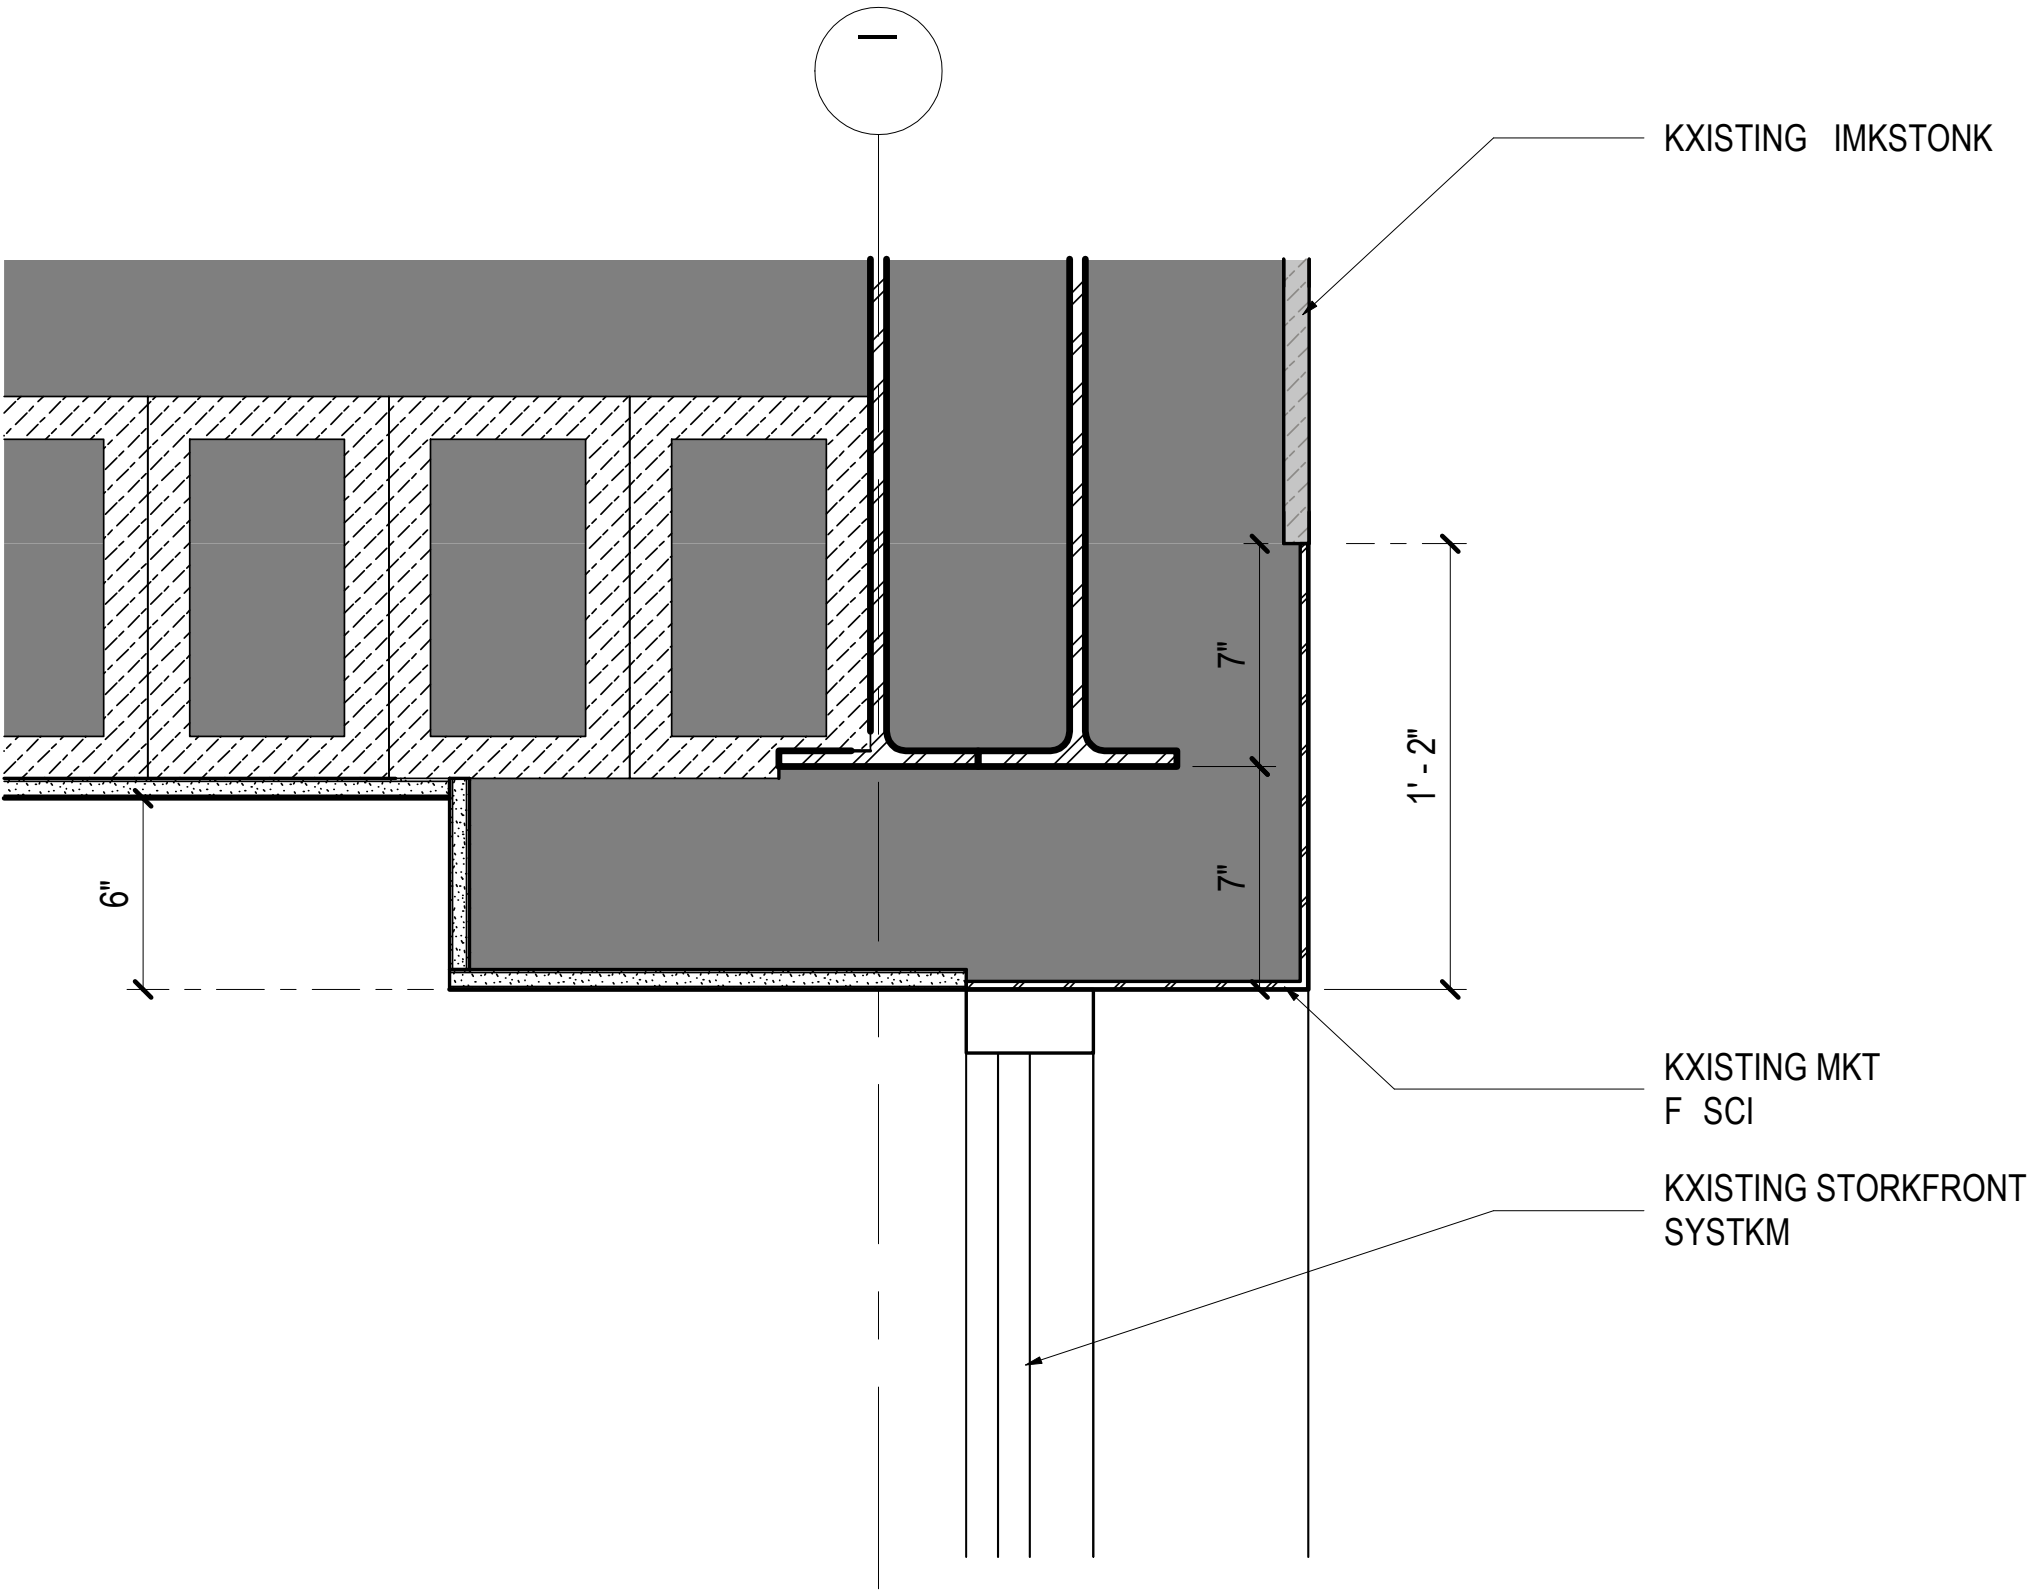 KXISTING IMKSTONK
7"
1' - 2"
7"
6"
KXISTING MKT
F SCI
KXISTING STORKFRONT
SYSTKM